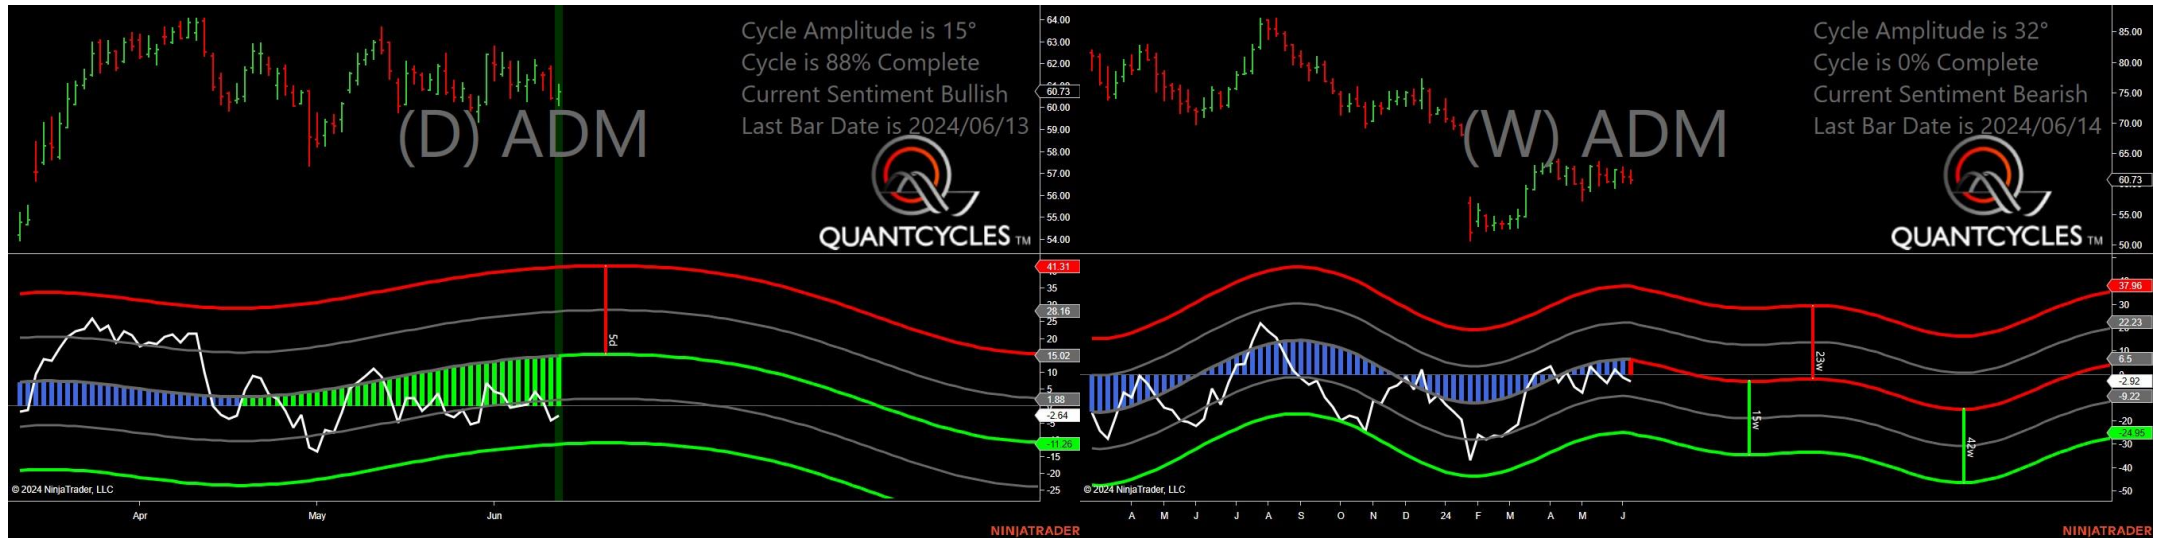 Cycle Amplitude is 15°
Cycle is 88% Complete
Current Sentiment Bullish
Last Bar Date is 2024/06/13
(D) ADM
QUANTCYCLES TM
64.00
63.00
62.00
60.73
60.00
59.00
58.00
57.00
56.00
55.00
54.00
41.31
35
28.16
25
20
15.02
10
5
1.88
-2.64
-5
-11.26
-15
-20
-25
5d
© 2024 NinjaTrader, LLC
Apr May Jun
NINJATRADER
Cycle Amplitude is 32°
Cycle is 0% Complete
Current Sentiment Bearish
Last Bar Date is 2024/06/14
(W) ADM
QUANTCYCLES TM
85.00
80.00
75.00
70.00
65.00
60.73
55.00
50.00
37.96
30
22.23
10
6.5
-2.92
-9.22
-20
-24.95
-30
-40
-50
23w
15w
42w
© 2024 NinjaTrader, LLC
A M J J A S O N D 24 F M A M J
NINJATRADER